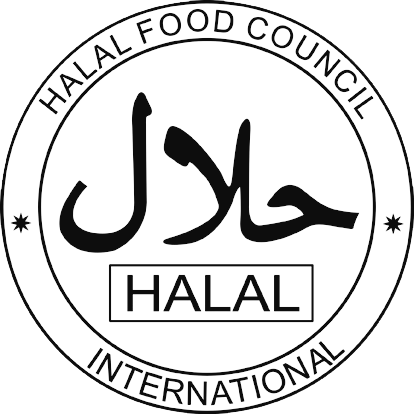 HALAL FOOD COUNCIL
حلال
HALAL
INTERNATIONAL